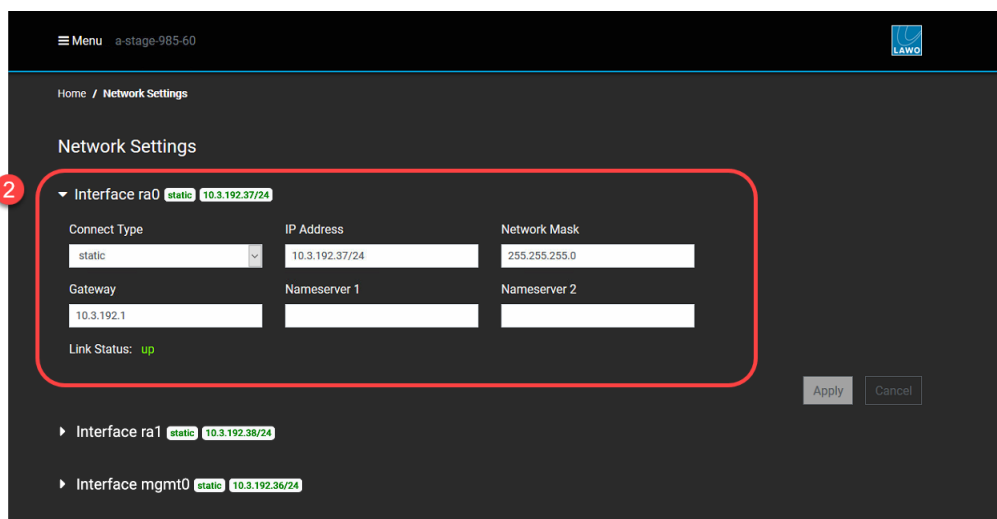 Menu a-stage-985-60
LAWO
Home / Network Settings
Network Settings
2
Interface ra0 static 10.3.192.37/24
Connect Type IP Address Network Mask
static 10.3.192.37/24 255.255.255.0
Gateway Nameserver 1 Nameserver 2
10.3.192.1
Link Status: up
Apply Cancel
Interface ra1 static 10.3.192.38/24
Interface mgmt0 static 10.3.192.36/24